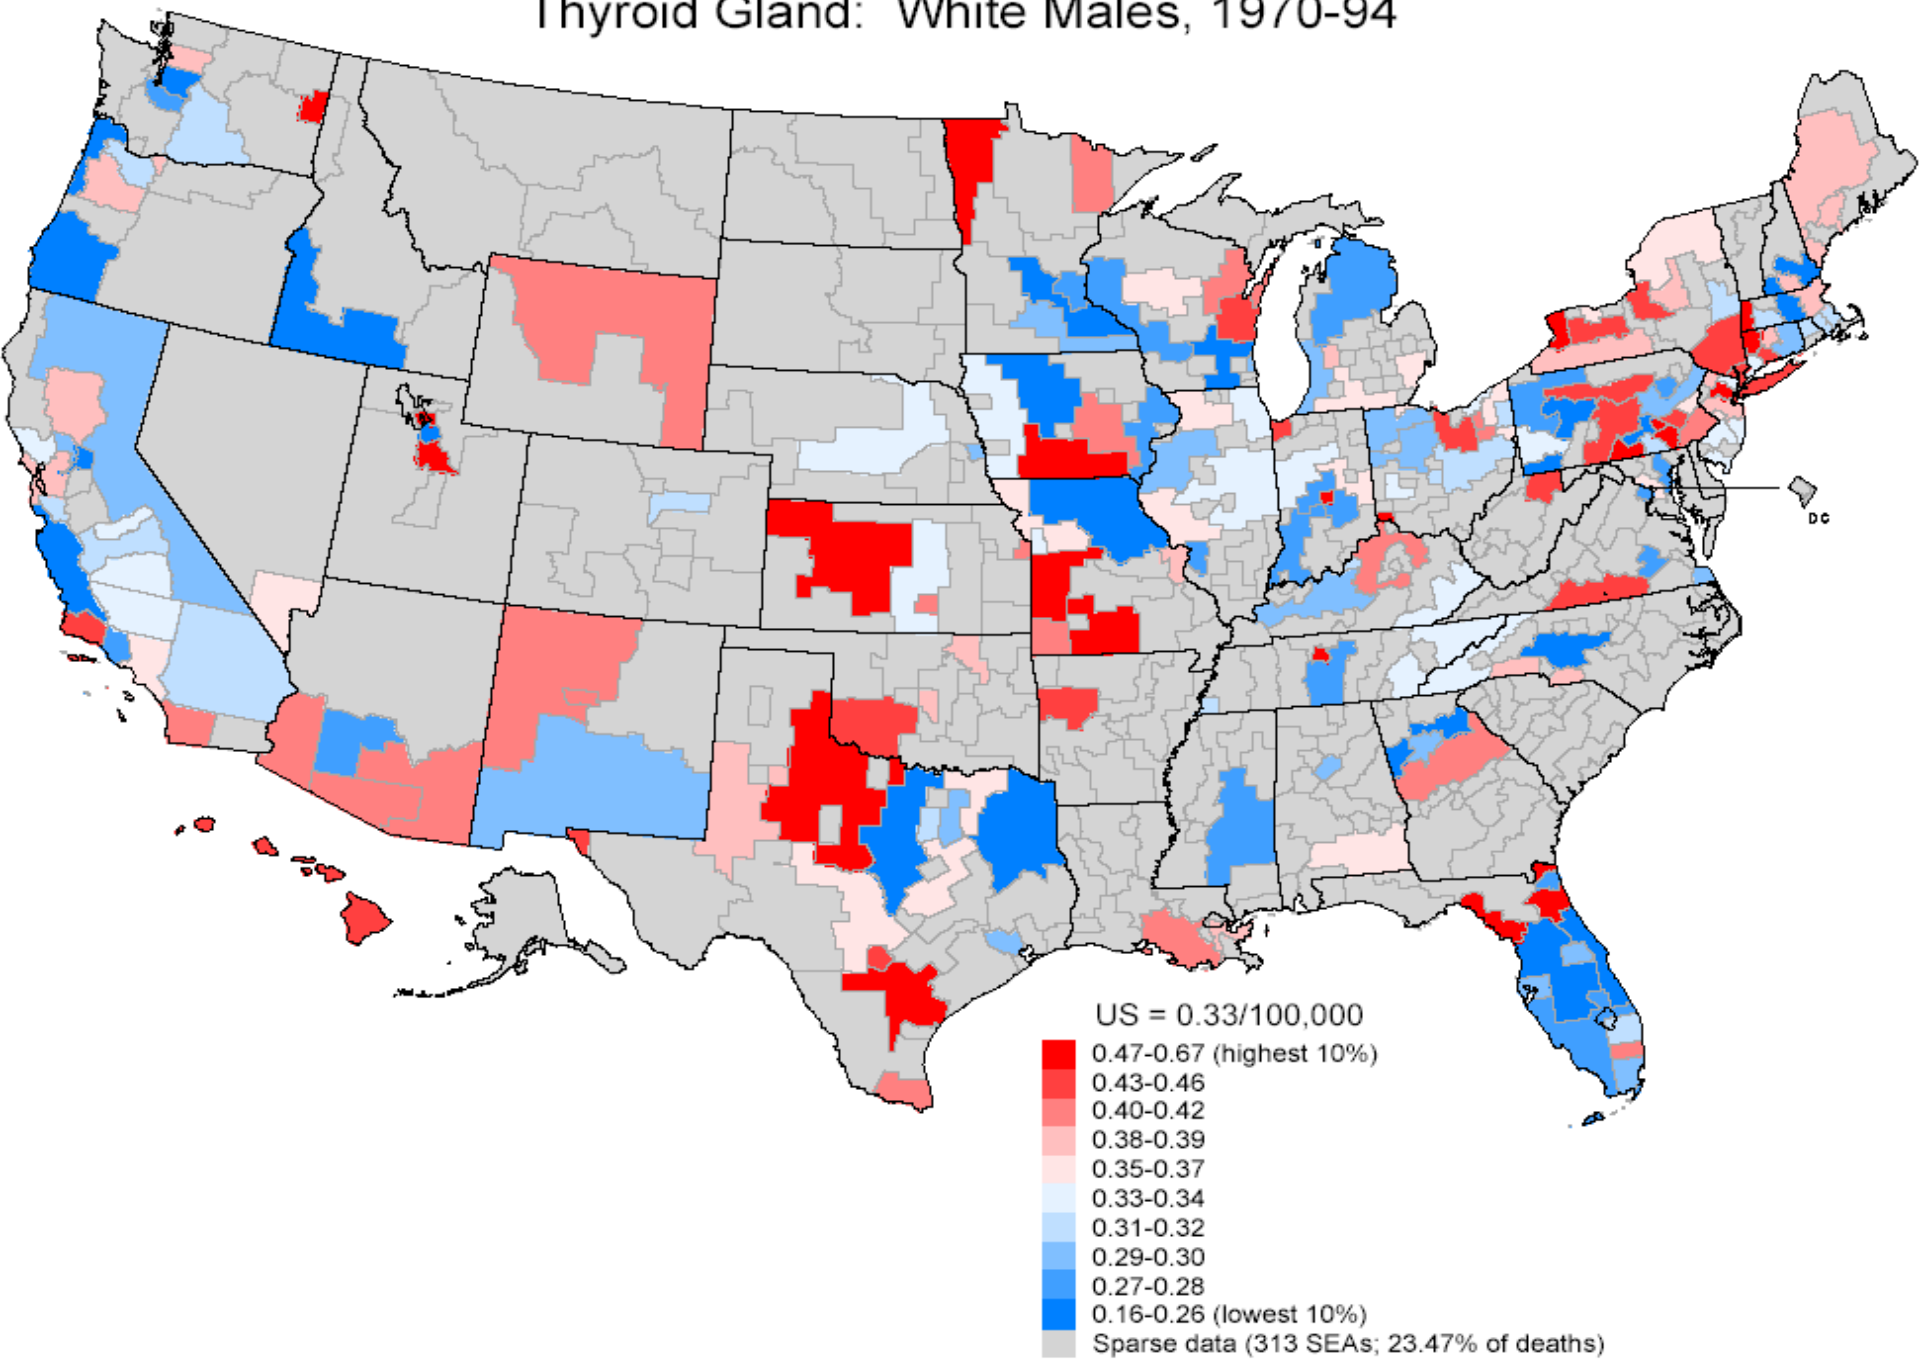 Thyroid Gland: White Males, 1970-94
DC
US = 0.33/100,000
0.47-0.67 (highest 10%)
0.43-0.46
0.40-0.42
0.38-0.39
0.35-0.37
0.33-0.34
0.31-0.32
0.29-0.30
0.27-0.28
0.16-0.26 (lowest 10%)
Sparse data (313 SEAs; 23.47% of deaths)